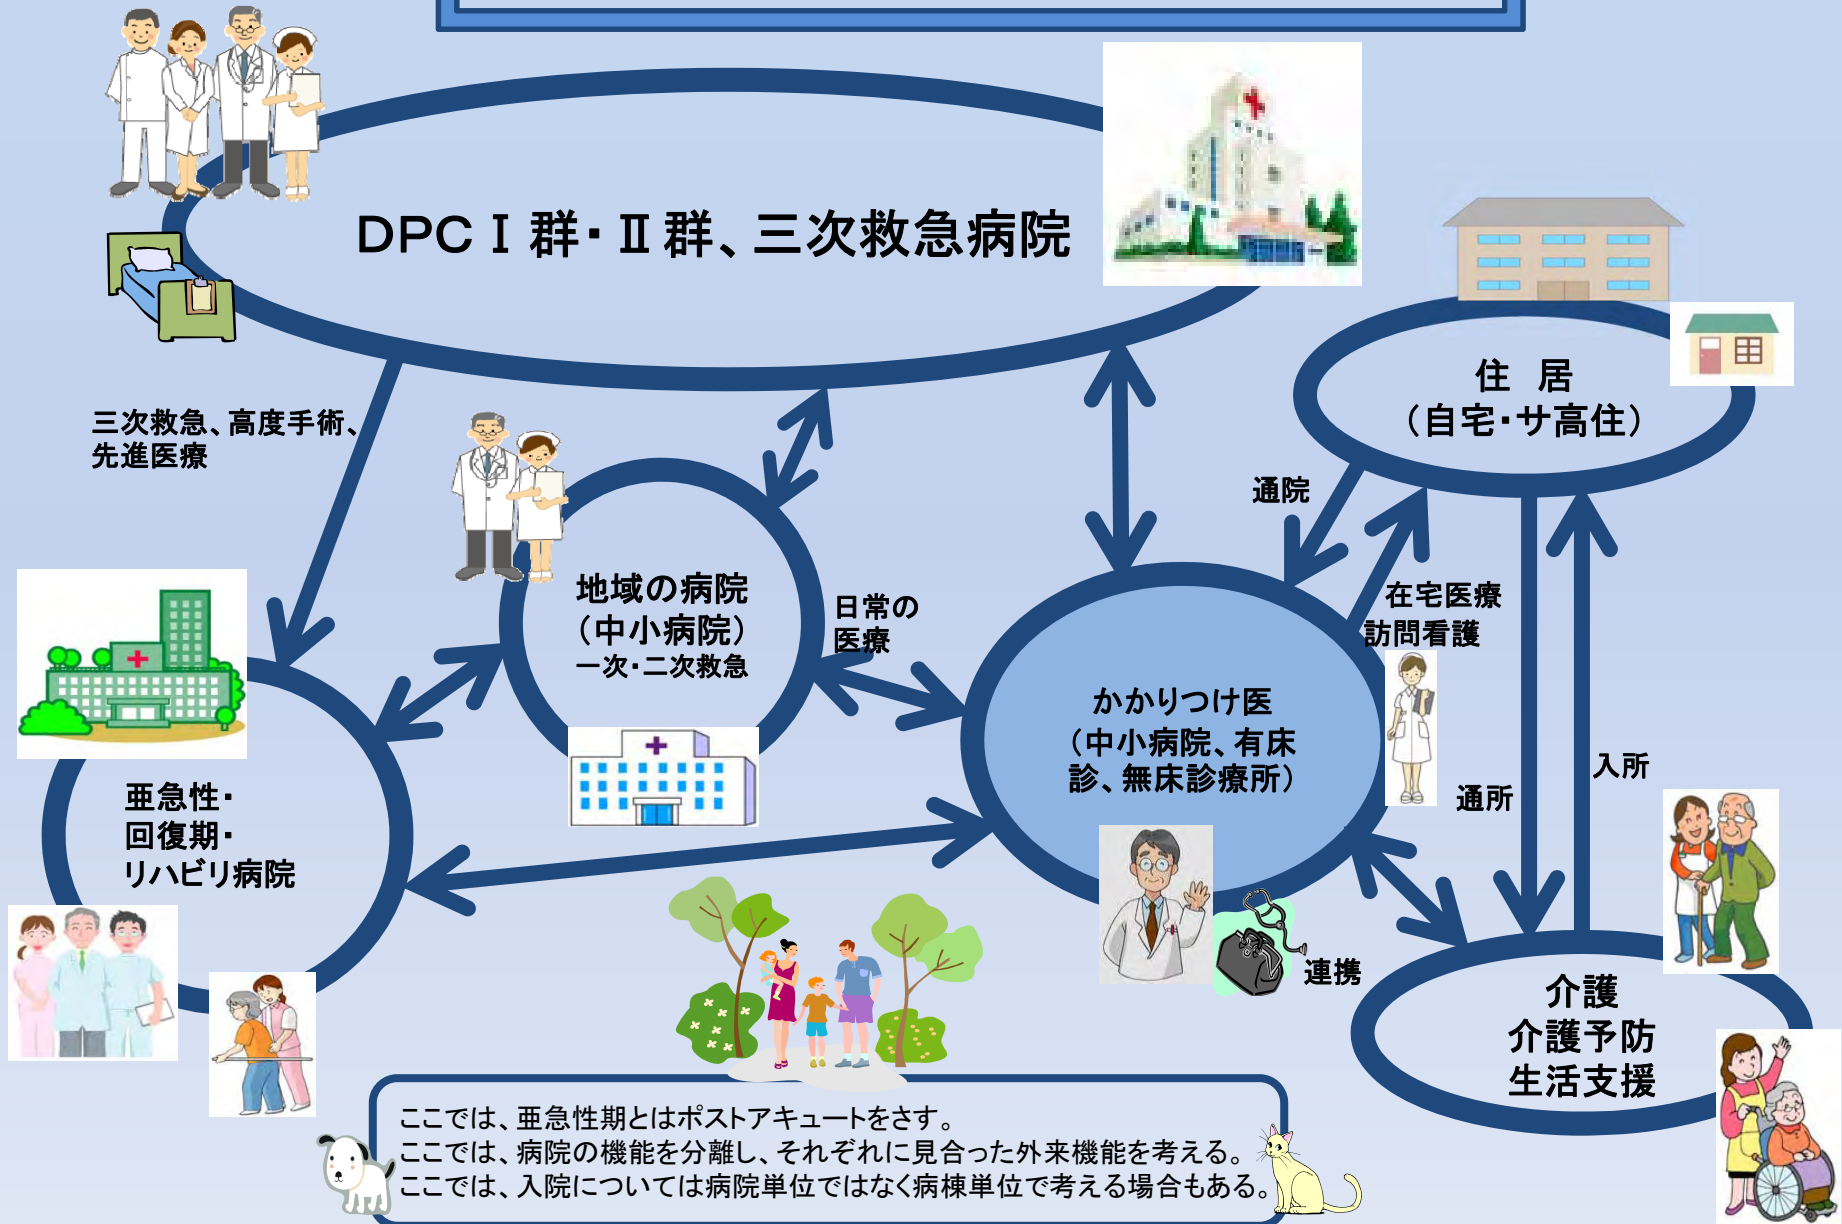 DPCⅠ群・Ⅱ群、三次救急病院
三次救急、高度手術、
先進医療
住 居
（自宅・サ高住）
通院
在宅医療
訪問看護
地域の病院
（中小病院）
一次・二次救急
日常の
医療
かかりつけ医
（中小病院、有床
診、無床診療所）
亜急性・
回復期・
リハビリ病院
通所
入所
連携
介護
介護予防
生活支援
ここでは、亜急性期とはポストアキュートをさす。
ここでは、病院の機能を分離し、それぞれに見合った外来機能を考える。
ここでは、入院については病院単位ではなく病棟単位で考える場合もある。